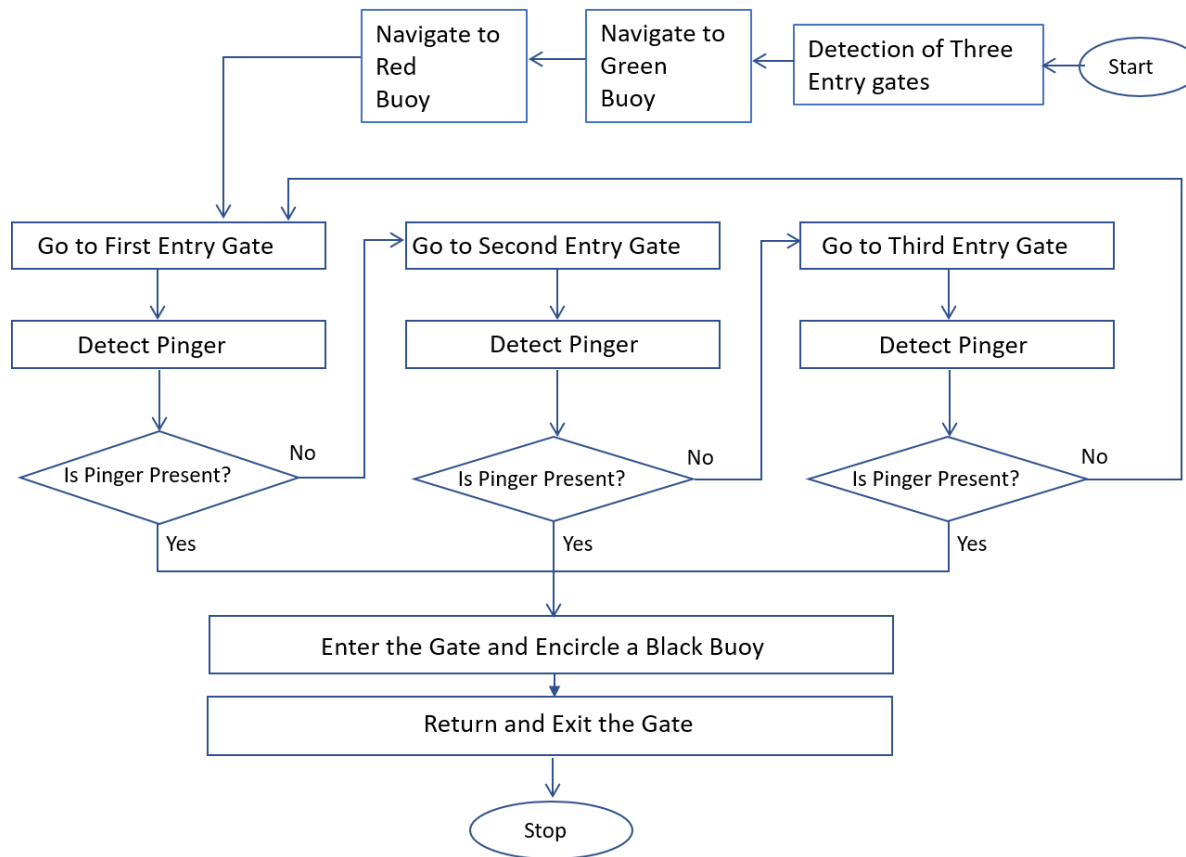 Navigate to
Red
Buoy
Navigate to
Green
Buoy
Detection of Three
Entry gates
Start
Go to First Entry Gate
Go to Second Entry Gate
Go to Third Entry Gate
Detect Pinger
Detect Pinger
Detect Pinger
Is Pinger Present?
No
Is Pinger Present?
No
Is Pinger Present?
No
Yes
Yes
Yes
Enter the Gate and Encircle a Black Buoy
Return and Exit the Gate
Stop